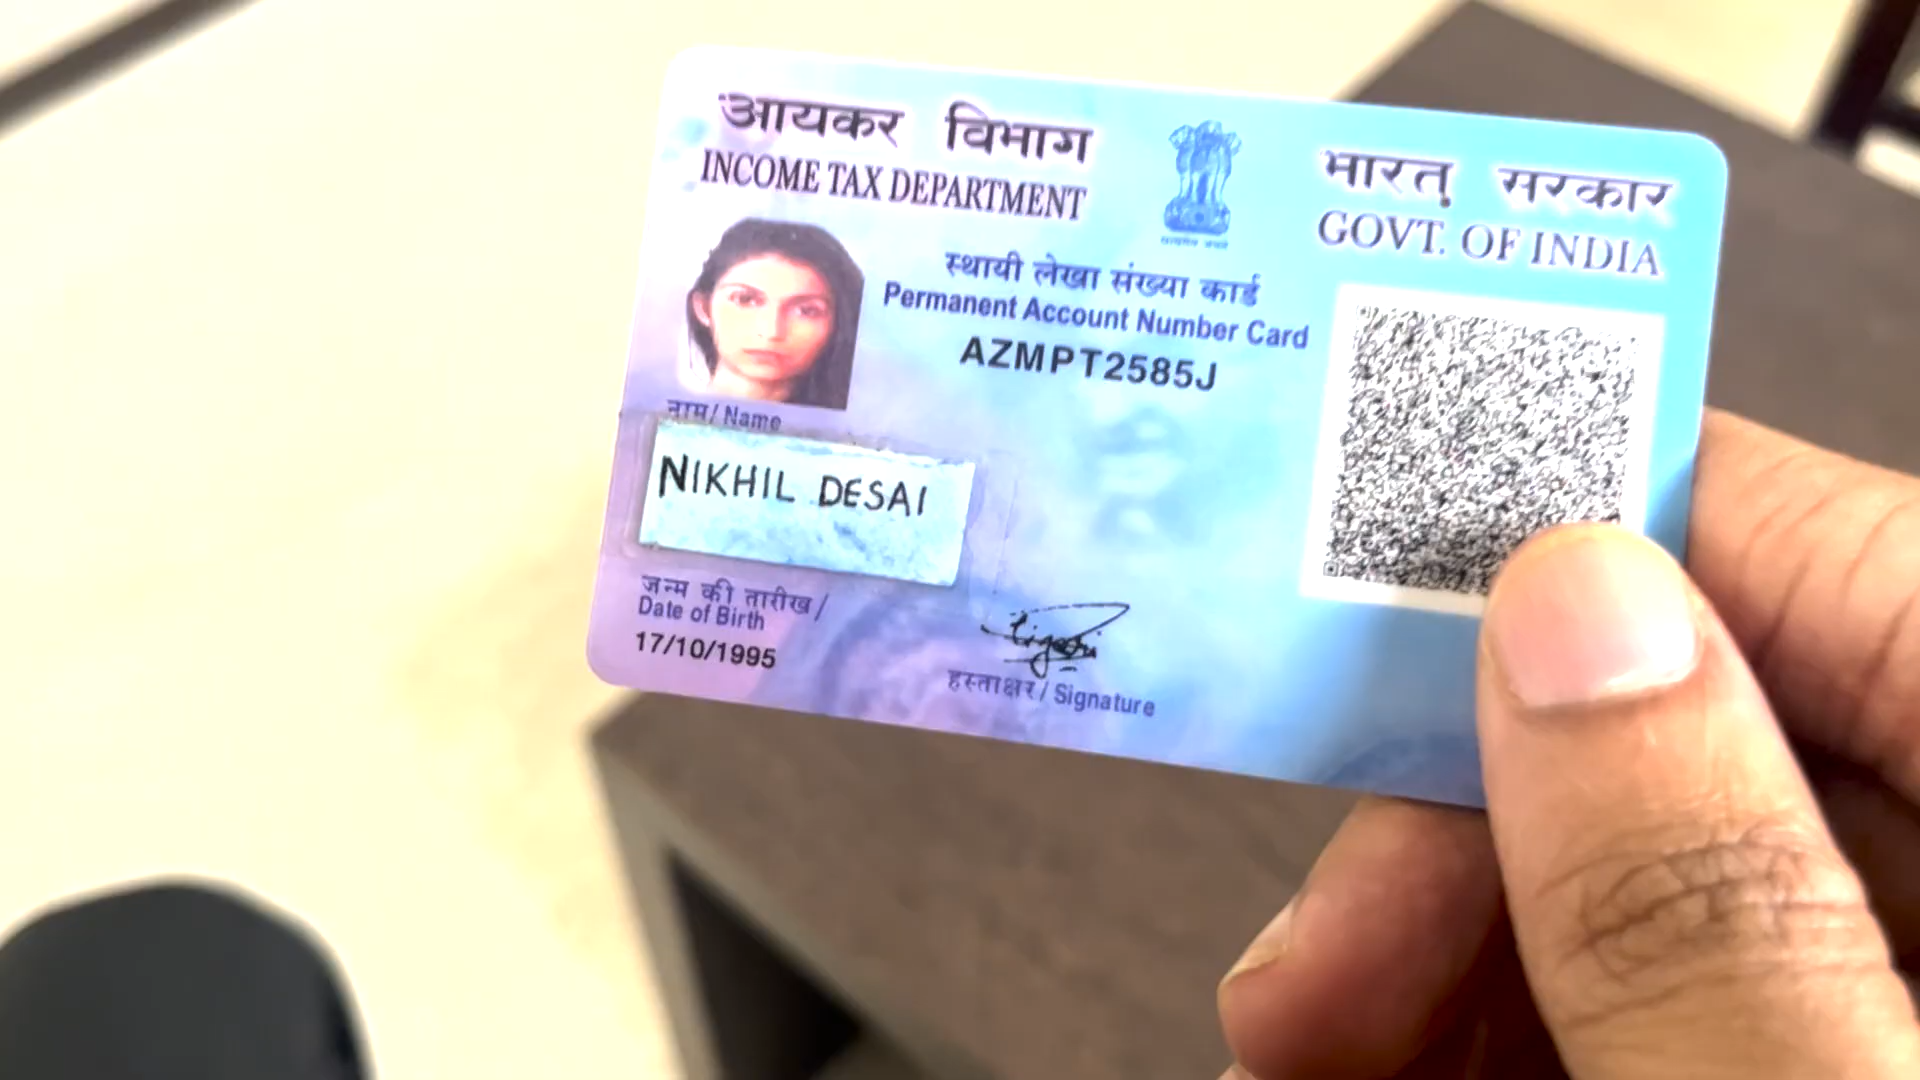 आयकर विभाग
INCOME TAX DEPARTMENT
भारत सरकार
GOVT. OF INDIA
स्थायी लेखा संख्या कार्ड
Permanent Account Number Card
AZMPT2585J
नाम/ Name
NIKHIL DESAI
जन्म की तारीख/
Date of Birth
17/10/1995
हस्ताक्षर/ Signature